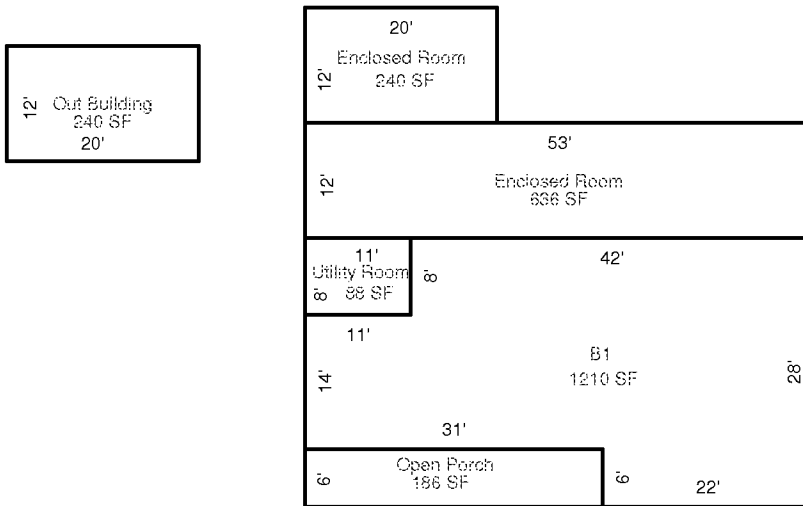 20'
Enclosed Room
12'
240 SF
12'
Out Building
240 SF
20'
53'
12'
Enclosed Room
636 SF
11'
42'
Utility Room
8'
8'
88 SF
11'
B1
14'
1210 SF
28'
31'
Open Porch
6'
186 SF
6'
22'